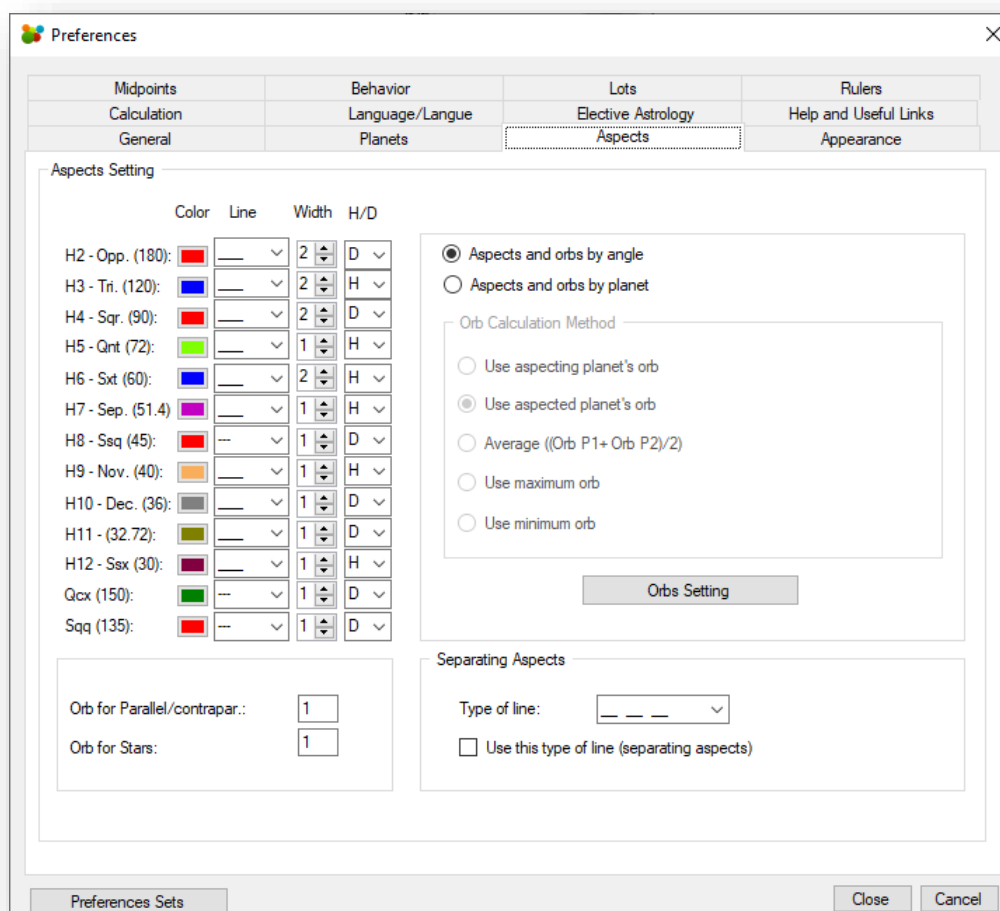 Preferences
Midpoints Behavior Lots Rulers
Calculation Language/Langue Elective Astrology Help and Useful Links
General Planets Aspects Appearance
Aspects Setting
Color Line Width H/D
H2 - Opp. (180): 2 D
H3 - Tri. (120): 2 H
H4 - Sqr. (90): 2 D
H5 - Qnt (72): 1 H
H6 - Sxt (60): 2 H
H7 - Sep. (51.4) 1 H
H8 - Ssq (45): --- 1 D
H9 - Nov. (40): 1 H
H10 - Dec. (36): 1 D
H11 - (32.72): 1 D
H12 - Ssx (30): 1 H
Qcx (150): --- 1 D
Sqq (135): --- 1 D
Aspects and orbs by angle
Aspects and orbs by planet
Orb Calculation Method
Use aspecting planet's orb
Use aspected planet's orb
Average ((Orb P1+ Orb P2)/2)
Use maximum orb
Use minimum orb
Orbs Setting
Orb for Parallel/contrapar.: 1
Orb for Stars: 1
Separating Aspects
Type of line: __ __ __
Use this type of line (separating aspects)
Preferences Sets Close Cancel